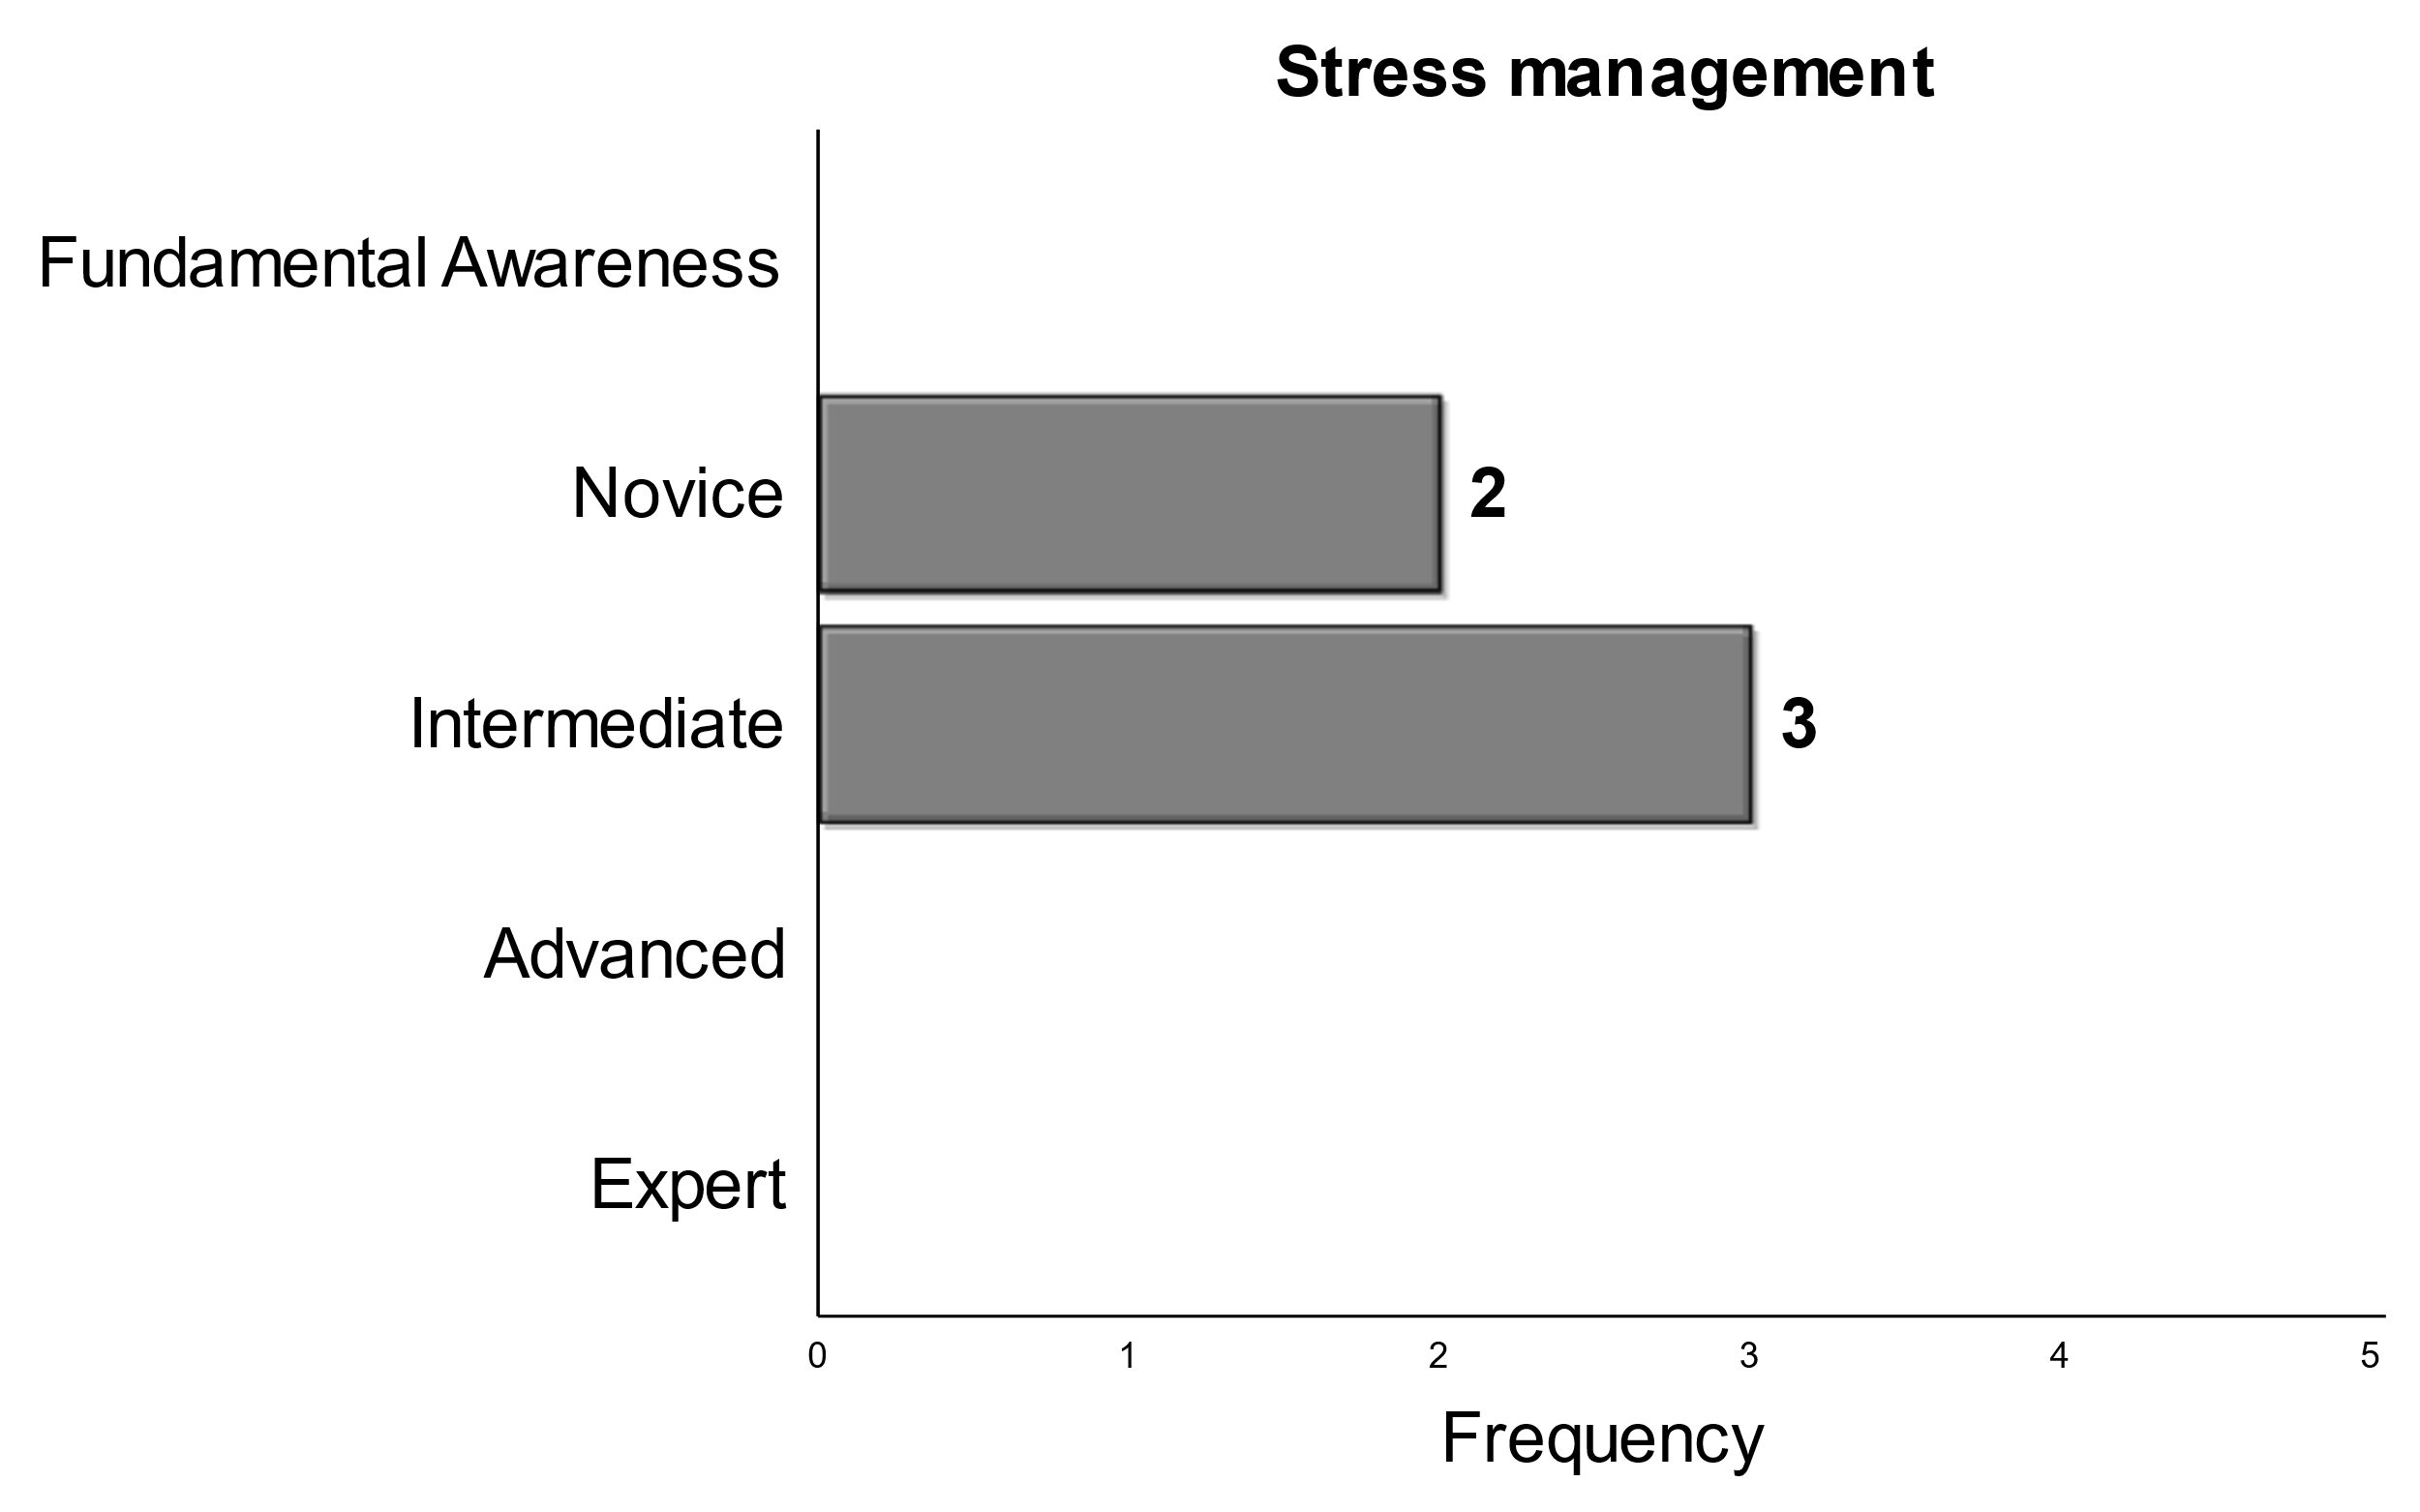 Stress management
Fundamental Awareness
Novice
2
Intermediate
3
Advanced
Expert
0 1 2 3 4 5
Frequency